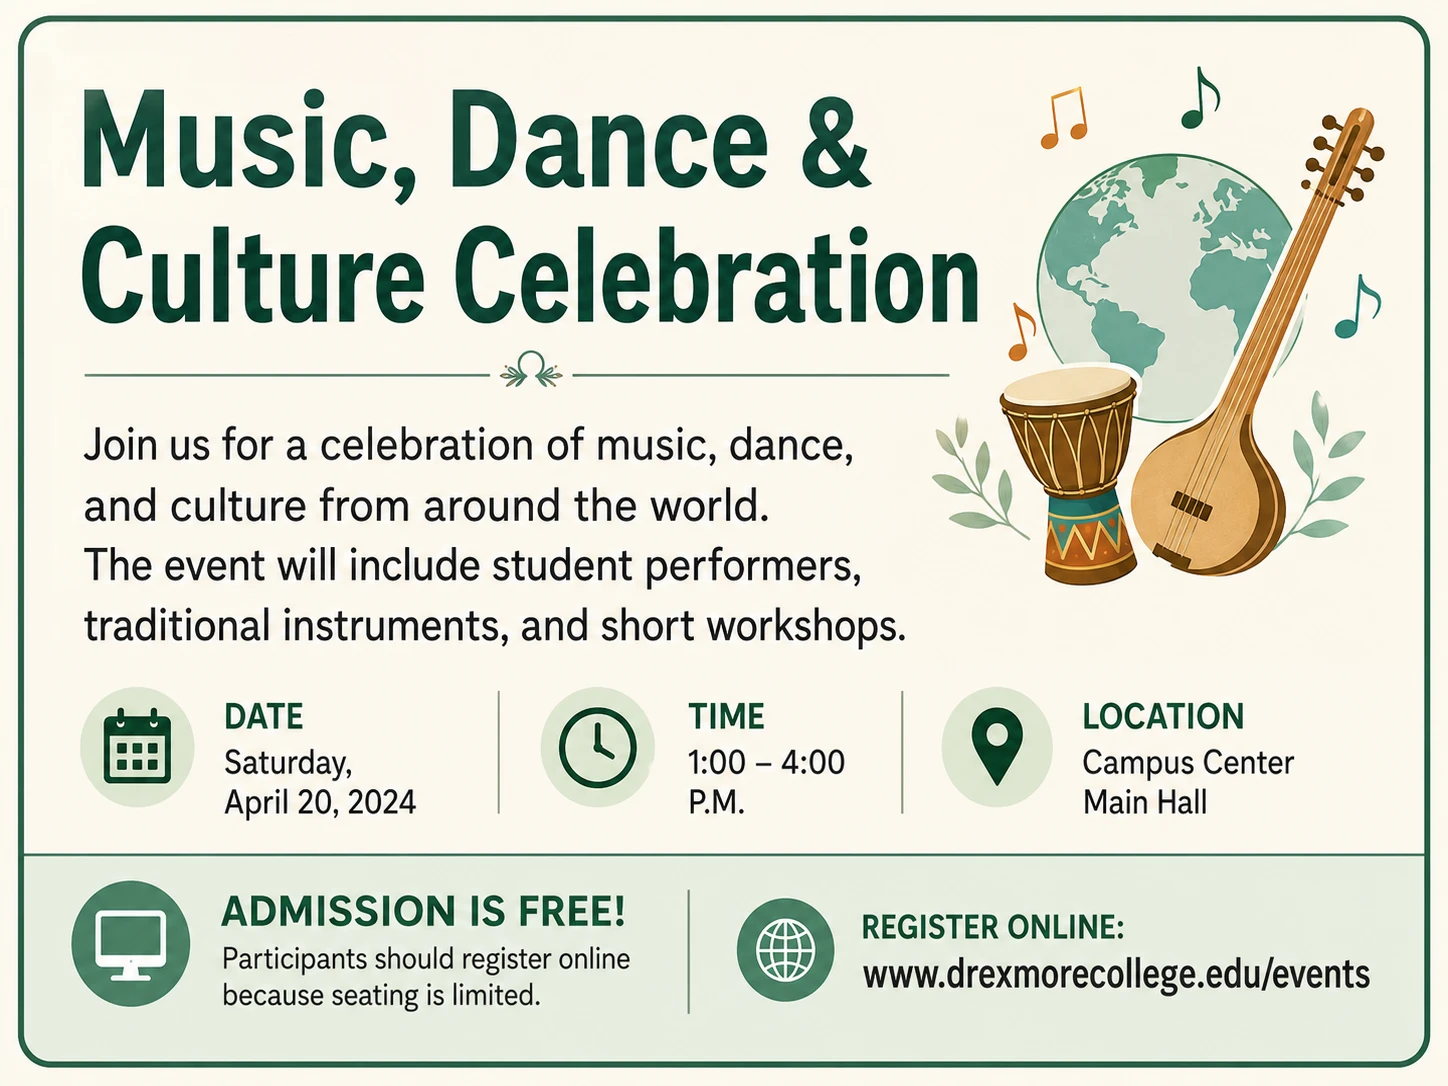 Music, Dance &
Culture Celebration
Join us for a celebration of music, dance,
and culture from around the world.
The event will include student performers,
traditional instruments, and short workshops.
DATE
Saturday,
April 20, 2024
TIME
1:00 – 4:00
P.M.
LOCATION
Campus Center
Main Hall
ADMISSION IS FREE!
Participants should register online
because seating is limited.
REGISTER ONLINE:
www.drexmorecollege.edu/events